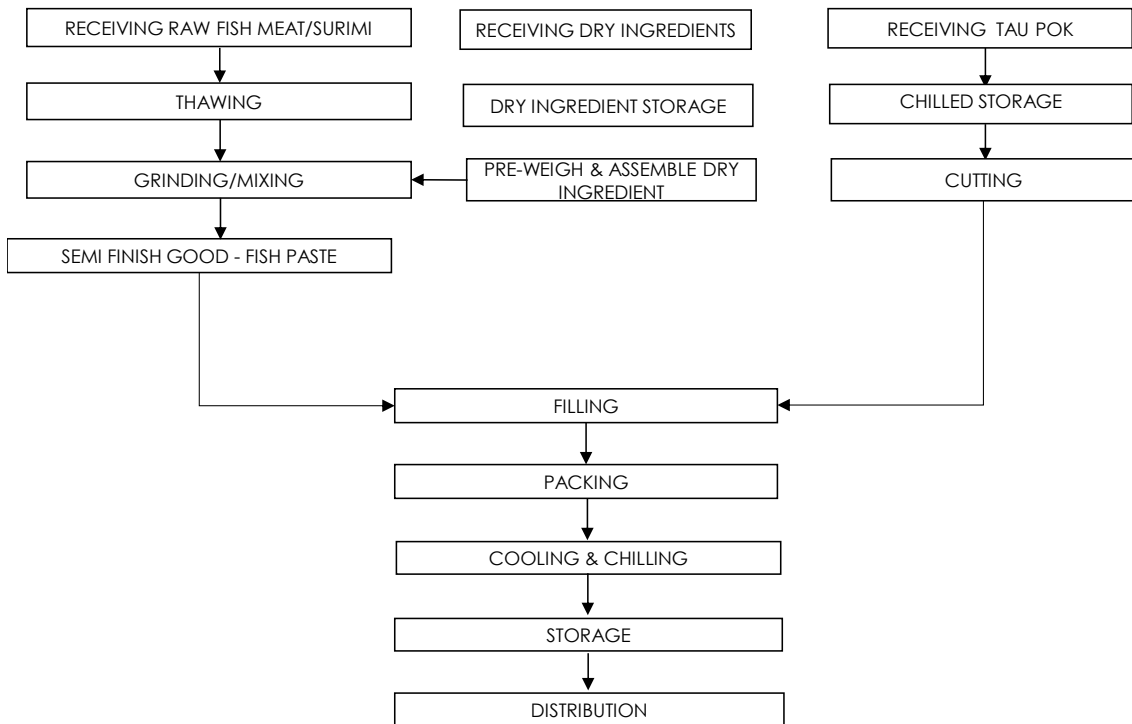 RECEIVING RAW FISH MEAT/SURIMI
RECEIVING DRY INGREDIENTS
RECEIVING TAU POK
THAWING
DRY INGREDIENT STORAGE
CHILLED STORAGE
GRINDING/MIXING
PRE-WEIGH & ASSEMBLE DRY
INGREDIENT
CUTTING
SEMI FINISH GOOD - FISH PASTE
FILLING
PACKING
COOLING & CHILLING
STORAGE
DISTRIBUTION